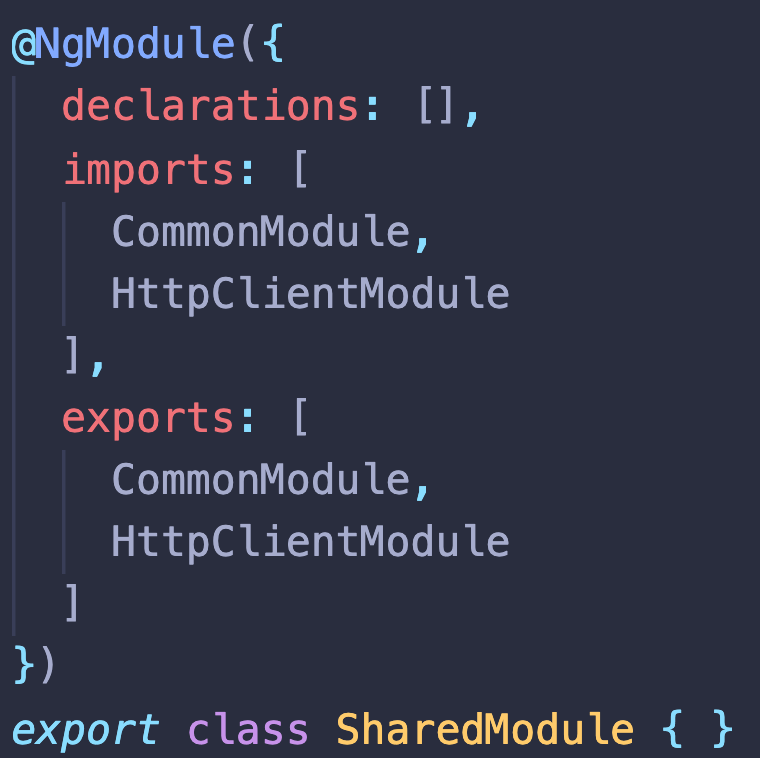 @NgModule({
  declarations: [],
  imports: [
    CommonModule,
    HttpClientModule
  ],
  exports: [
    CommonModule,
    HttpClientModule
  ]
})
export class SharedModule { }